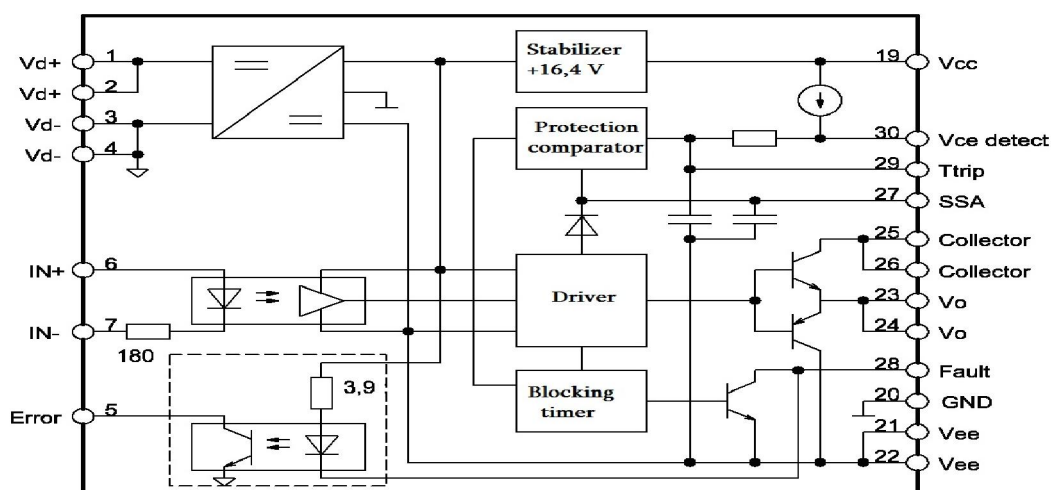 Vd+ 1
Vd+ 2
Vd- 3
Vd- 4
IN+ 6
IN- 7
180
Error 5
3,9
Stabilizer
+16,4 V
Protection
comparator
Driver
Blocking
timer
19 Vcc
30 Vce detect
29 Ttrip
27 SSA
25 Collector
26 Collector
23 Vo
24 Vo
28 Fault
20 GND
21 Vee
22 Vee